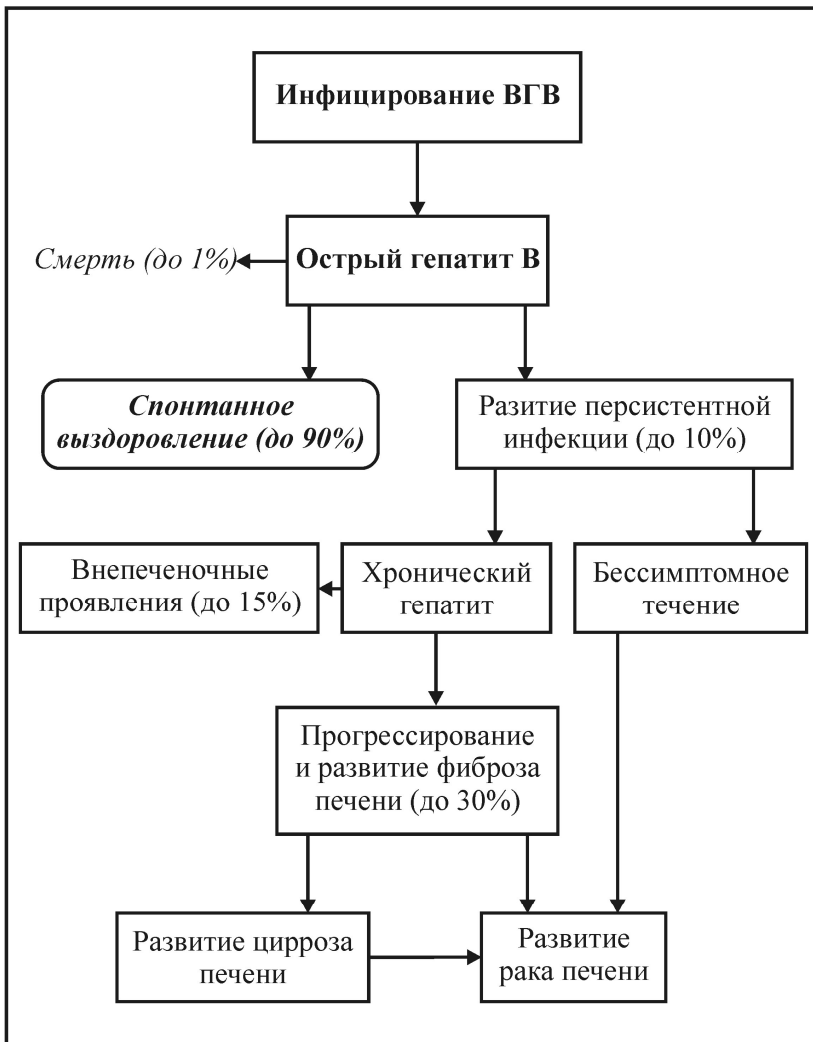 Инфицирование ВГВ
Смерть (до 1%)
Острый гепатит В
Спонтанное
выздоровление (до 90%)
Разитие персистентной
инфекции (до 10%)
Внепеченочные
проявления (до 15%)
Хронический
гепатит
Бессимптомное
течение
Прогрессирование
и развитие фиброза
печени (до 30%)
Развитие цирроза
печени
Развитие
рака печени